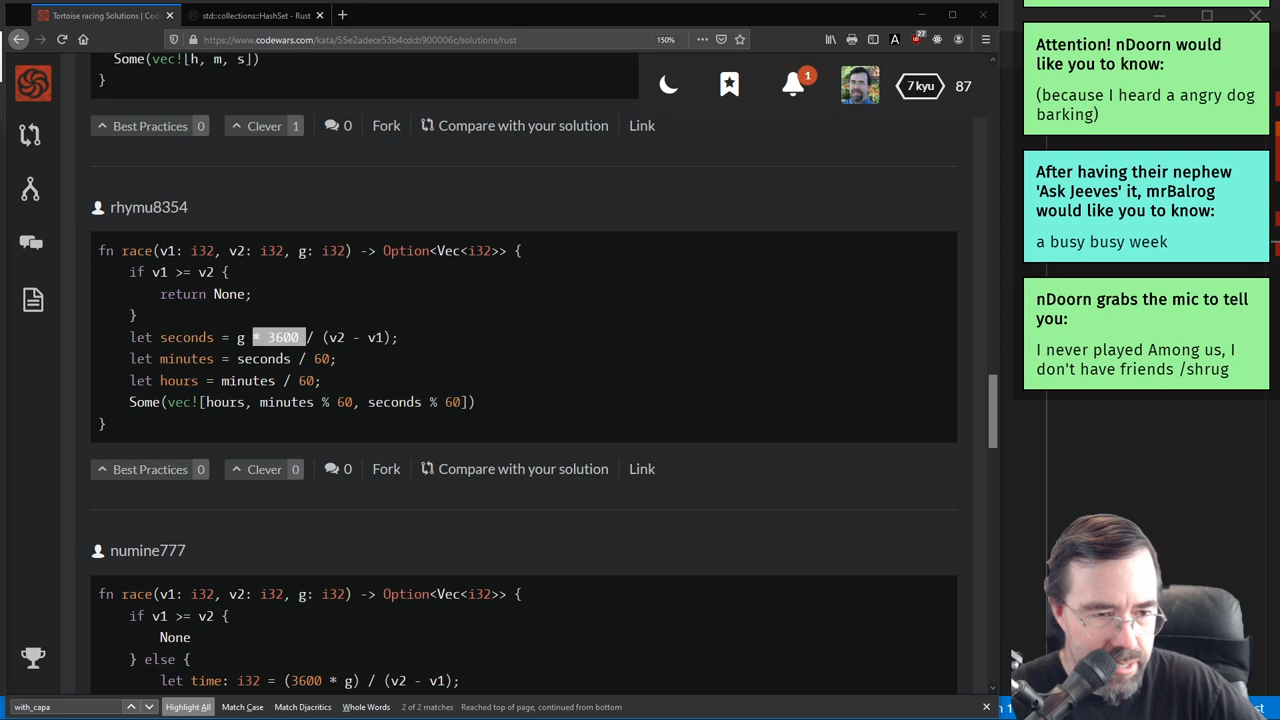 Tortoise racing Solutions | Cod
std::collections::HashSet - Rust
https://www.codewars.com/kata/55e2adece53b4cdcb900006c/solutions/rust
150%
27
Some(vec![h, m, s])
}
1
7 kyu
87
Best Practices 0
Clever 1
0
Fork
Compare with your solution
Link
rhymu8354
fn race(v1: i32, v2: i32, g: i32) -> Option<Vec<i32>> {
if v1 >= v2 {
return None;
}
let seconds = g * 3600 / (v2 - v1);
let minutes = seconds / 60;
let hours = minutes / 60;
Some(vec![hours, minutes % 60, seconds % 60])
}
Best Practices 0
Clever 0
0
Fork
Compare with your solution
Link
numine777
fn race(v1: i32, v2: i32, g: i32) -> Option<Vec<i32>> {
if v1 >= v2 {
None
} else {
let time: i32 = (3600 * g) / (v2 - v1);
with_capa
Highlight All
Match Case
Match Diacritics
Whole Words
2 of 2 matches
Reached top of page, continued from bottom
Attention! nDoorn would
like you to know:
(because I heard a angry dog
barking)
After having their nephew
'Ask Jeeves' it, mrBalrog
would like you to know:
a busy busy week
nDoorn grabs the mic to tell
you:
I never played Among us, I
don't have friends /shrug